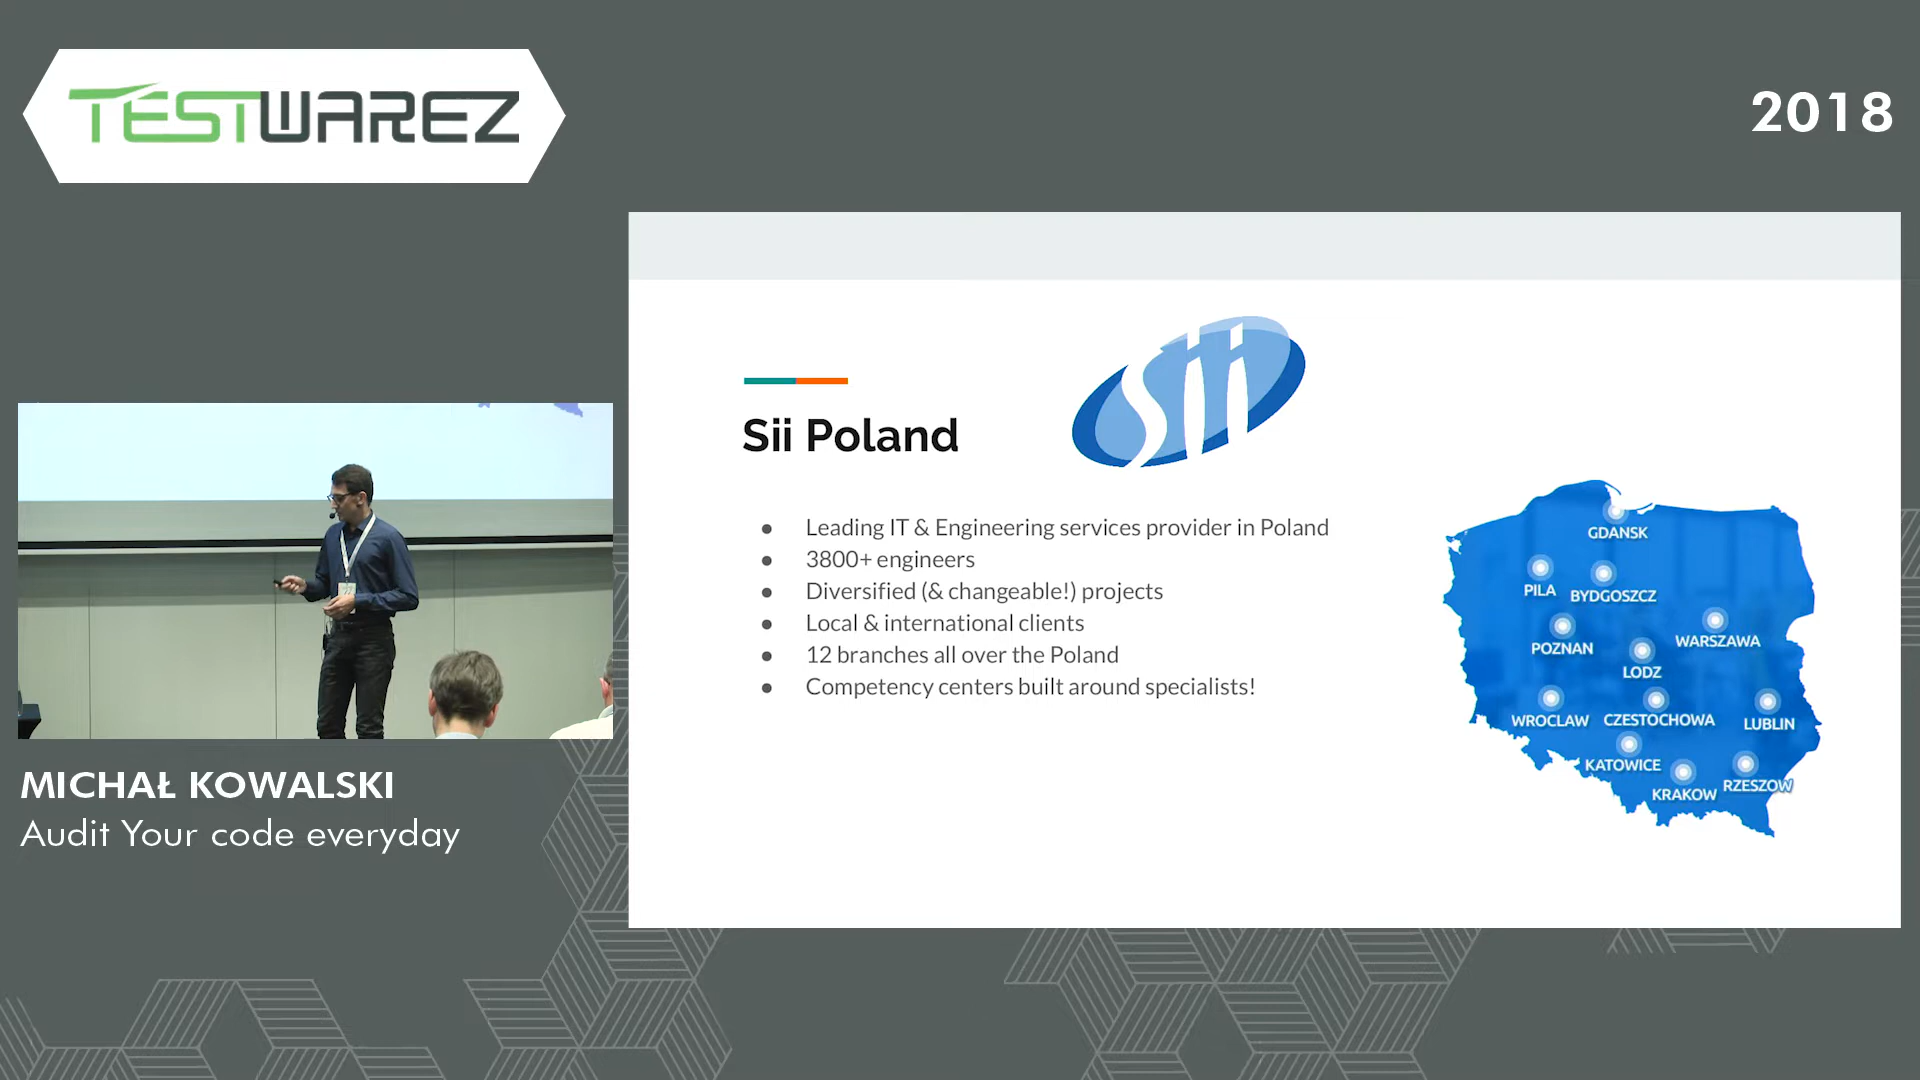 TESTWAREZ
2018
Sii
Sii Poland
Leading IT & Engineering services provider in Poland
3800+ engineers
Diversified (& changeable!) projects
Local & international clients
12 branches all over the Poland
Competency centers built around specialists!
GDANSK
PILA
BYDGOSZCZ
POZNAN
WARSZAWA
LODZ
WROCLAW
CZESTOCHOWA
LUBLIN
KATOWICE
KRAKOW
RZESZOW
MICHAŁ KOWALSKI
Audit Your code everyday